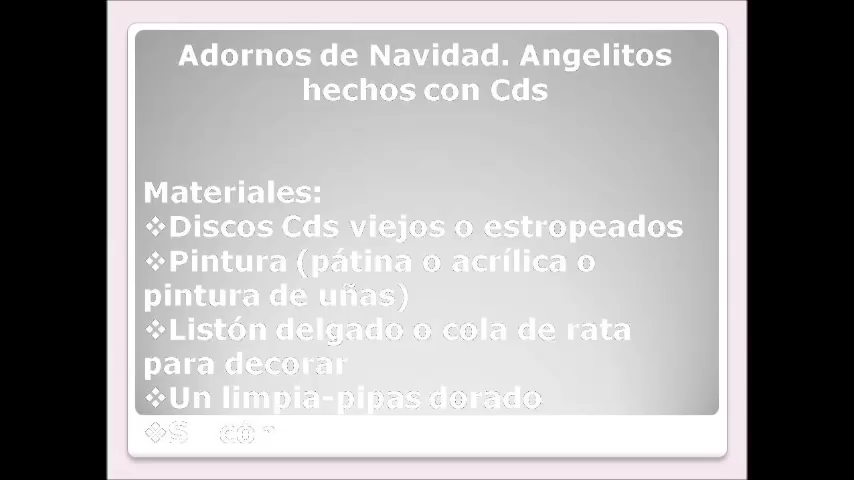 Adornos de Navidad. Angelitos
hechos con Cds
Materiales:
❖Discos Cds viejos o estropeados
❖Pintura (pátina o acrílica o
pintura de uñas)
❖Listón delgado o cola de rata
para decorar
❖Un limpia-pipas dorado